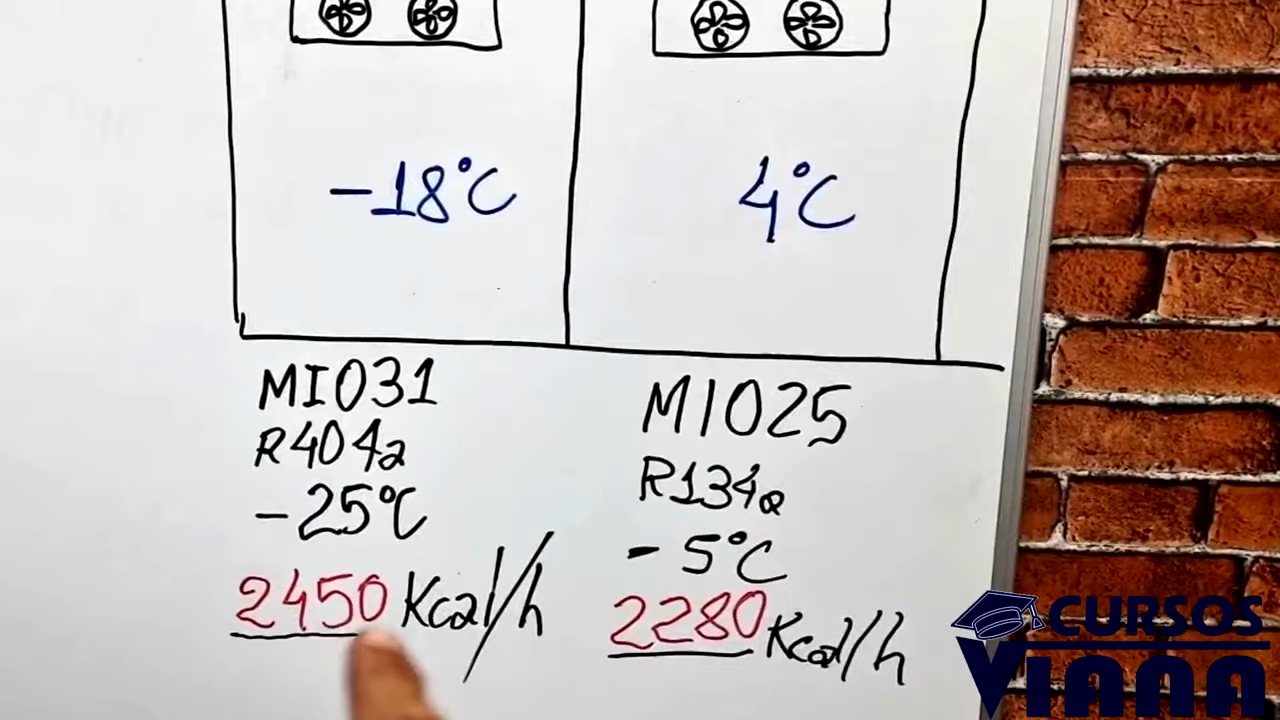 -18°C
4°C
MI031
R404a
-25°C
2450 Kcal/h
MI025
R134a
-5°C
2280 Kcal/h
CURSOS
VIANA